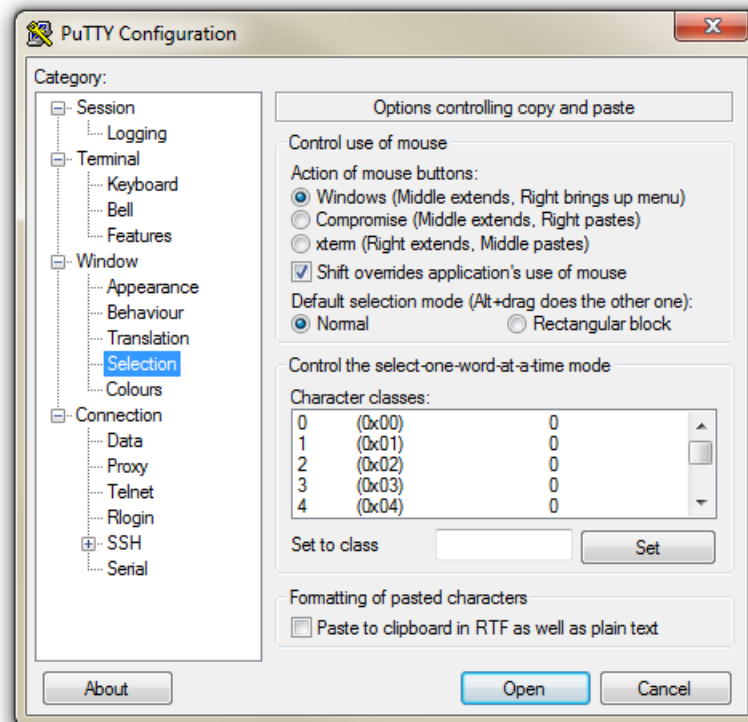 PuTTY Configuration
Category:
Session
Logging
Terminal
Keyboard
Bell
Features
Window
Appearance
Behaviour
Translation
Selection
Colours
Connection
Data
Proxy
Telnet
Rlogin
SSH
Serial
Options controlling copy and paste
Control use of mouse
Action of mouse buttons:
Windows (Middle extends, Right brings up menu)
Compromise (Middle extends, Right pastes)
xterm (Right extends, Middle pastes)
Shift overrides application's use of mouse
Default selection mode (Alt+drag does the other one):
Normal Rectangular block
Control the select-one-word-at-a-time mode
Character classes:
0 (0x00) 0
1 (0x01) 0
2 (0x02) 0
3 (0x03) 0
4 (0x04) 0
Set to class Set
Formatting of pasted characters
Paste to clipboard in RTF as well as plain text
About Open Cancel